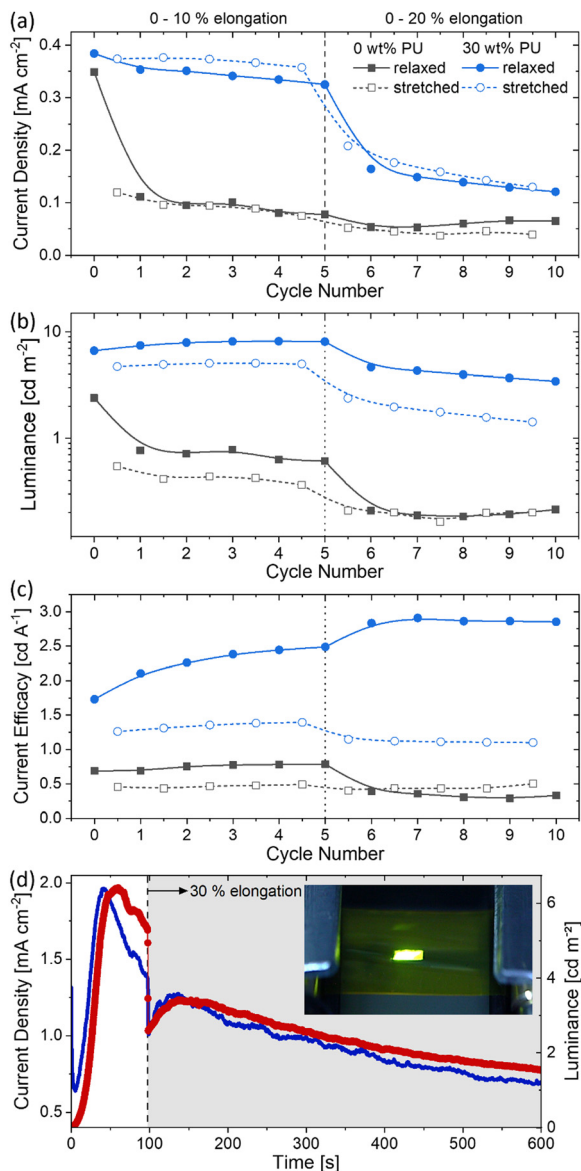 (a)
0 - 10 % elongation
0 - 20 % elongation
0 wt% PU 30 wt% PU
relaxed relaxed
stretched stretched
Current Density [mA cm⁻²]
0.4
0.3
0.2
0.1
0.0
0 1 2 3 4 5 6 7 8 9 10
Cycle Number
(b)
Luminance [cd m⁻²]
10
1
0 1 2 3 4 5 6 7 8 9 10
Cycle Number
(c)
Current Efficacy [cd A⁻¹]
3.0
2.5
2.0
1.5
1.0
0.5
0.0
0 1 2 3 4 5 6 7 8 9 10
Cycle Number
(d)
30 % elongation
Current Density [mA cm⁻²]
2.0
1.5
1.0
0.5
Luminance [cd m⁻²]
6
4
2
0
0 100 200 300 400 500 600
Time [s]